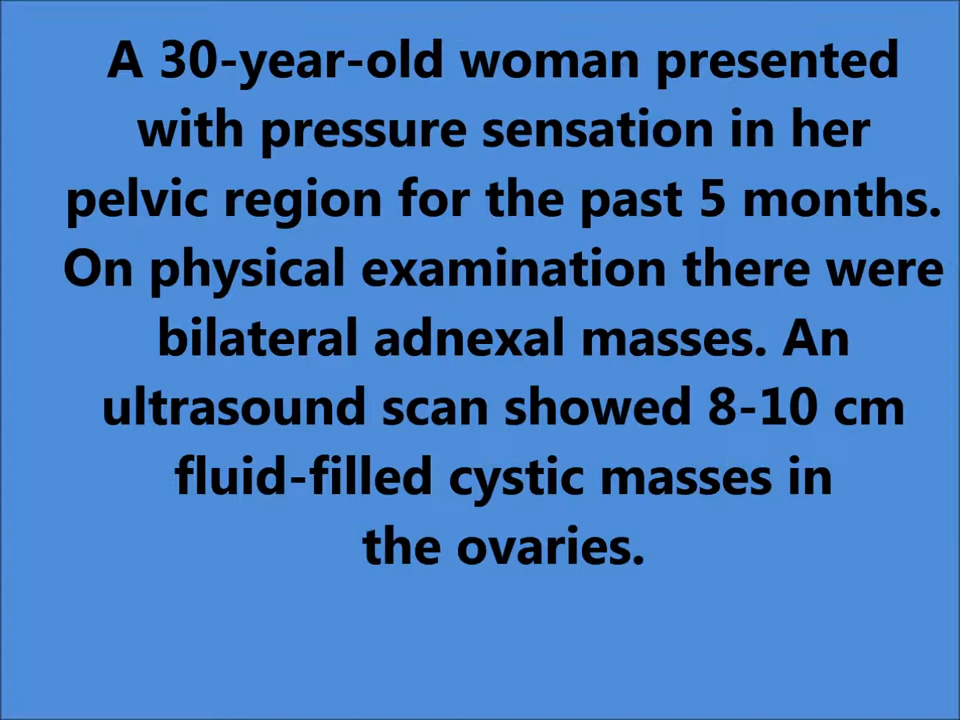 A 30-year-old woman presented
with pressure sensation in her
pelvic region for the past 5 months.
On physical examination there were
bilateral adnexal masses. An
ultrasound scan showed 8-10 cm
fluid-filled cystic masses in
the ovaries.